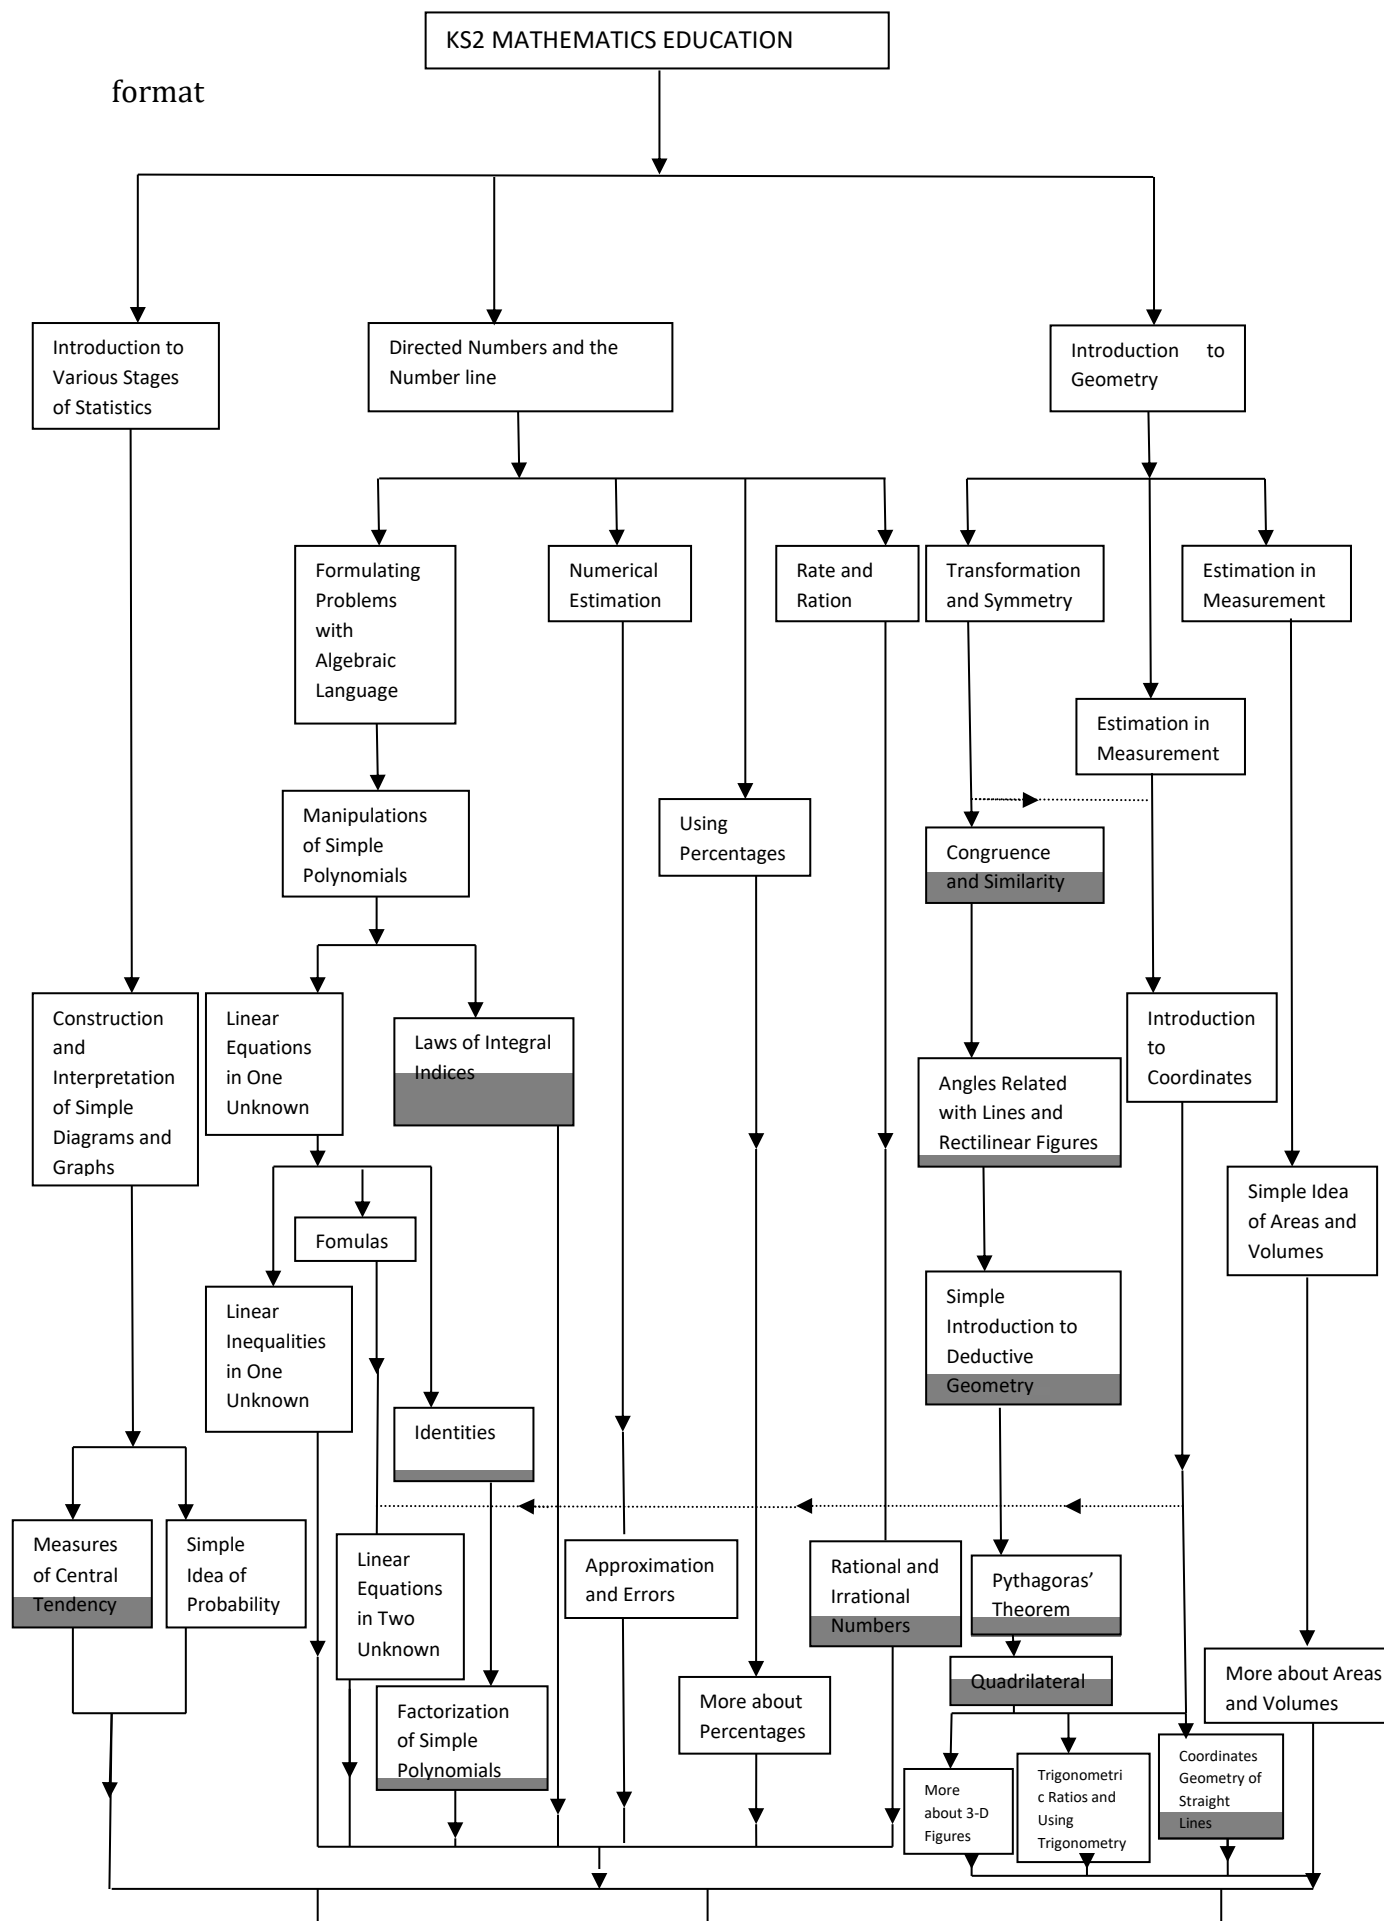 KS2 MATHEMATICS EDUCATION
format
Introduction to
Various Stages
of Statistics
Directed Numbers and the
Number line
Introduction to
Geometry
Formulating
Problems
with
Algebraic
Language
Numerical
Estimation
Rate and
Ration
Transformation
and Symmetry
Estimation in
Measurement
Estimation in
Measurement
Manipulations
of Simple
Polynomials
Using
Percentages
Congruence
and Similarity
Construction
and
Interpretation
of Simple
Diagrams and
Graphs
Linear
Equations
in One
Unknown
Laws of Integral
Indices
Angles Related
with Lines and
Rectilinear Figures
Introduction
to
Coordinates
Simple Idea
of Areas and
Volumes
Fomulas
Linear
Inequalities
in One
Unknown
Simple
Introduction to
Deductive
Geometry
Identities
Measures
of Central
Tendency
Simple
Idea of
Probability
Linear
Equations
in Two
Unknown
Approximation
and Errors
Rational and
Irrational
Numbers
Pythagoras’
Theorem
Quadrilateral
More about Areas
and Volumes
Factorization
of Simple
Polynomials
More about
Percentages
More
about 3-D
Figures
Trigonometri
c Ratios and
Using
Trigonometry
Coordinates
Geometry of
Straight
Lines